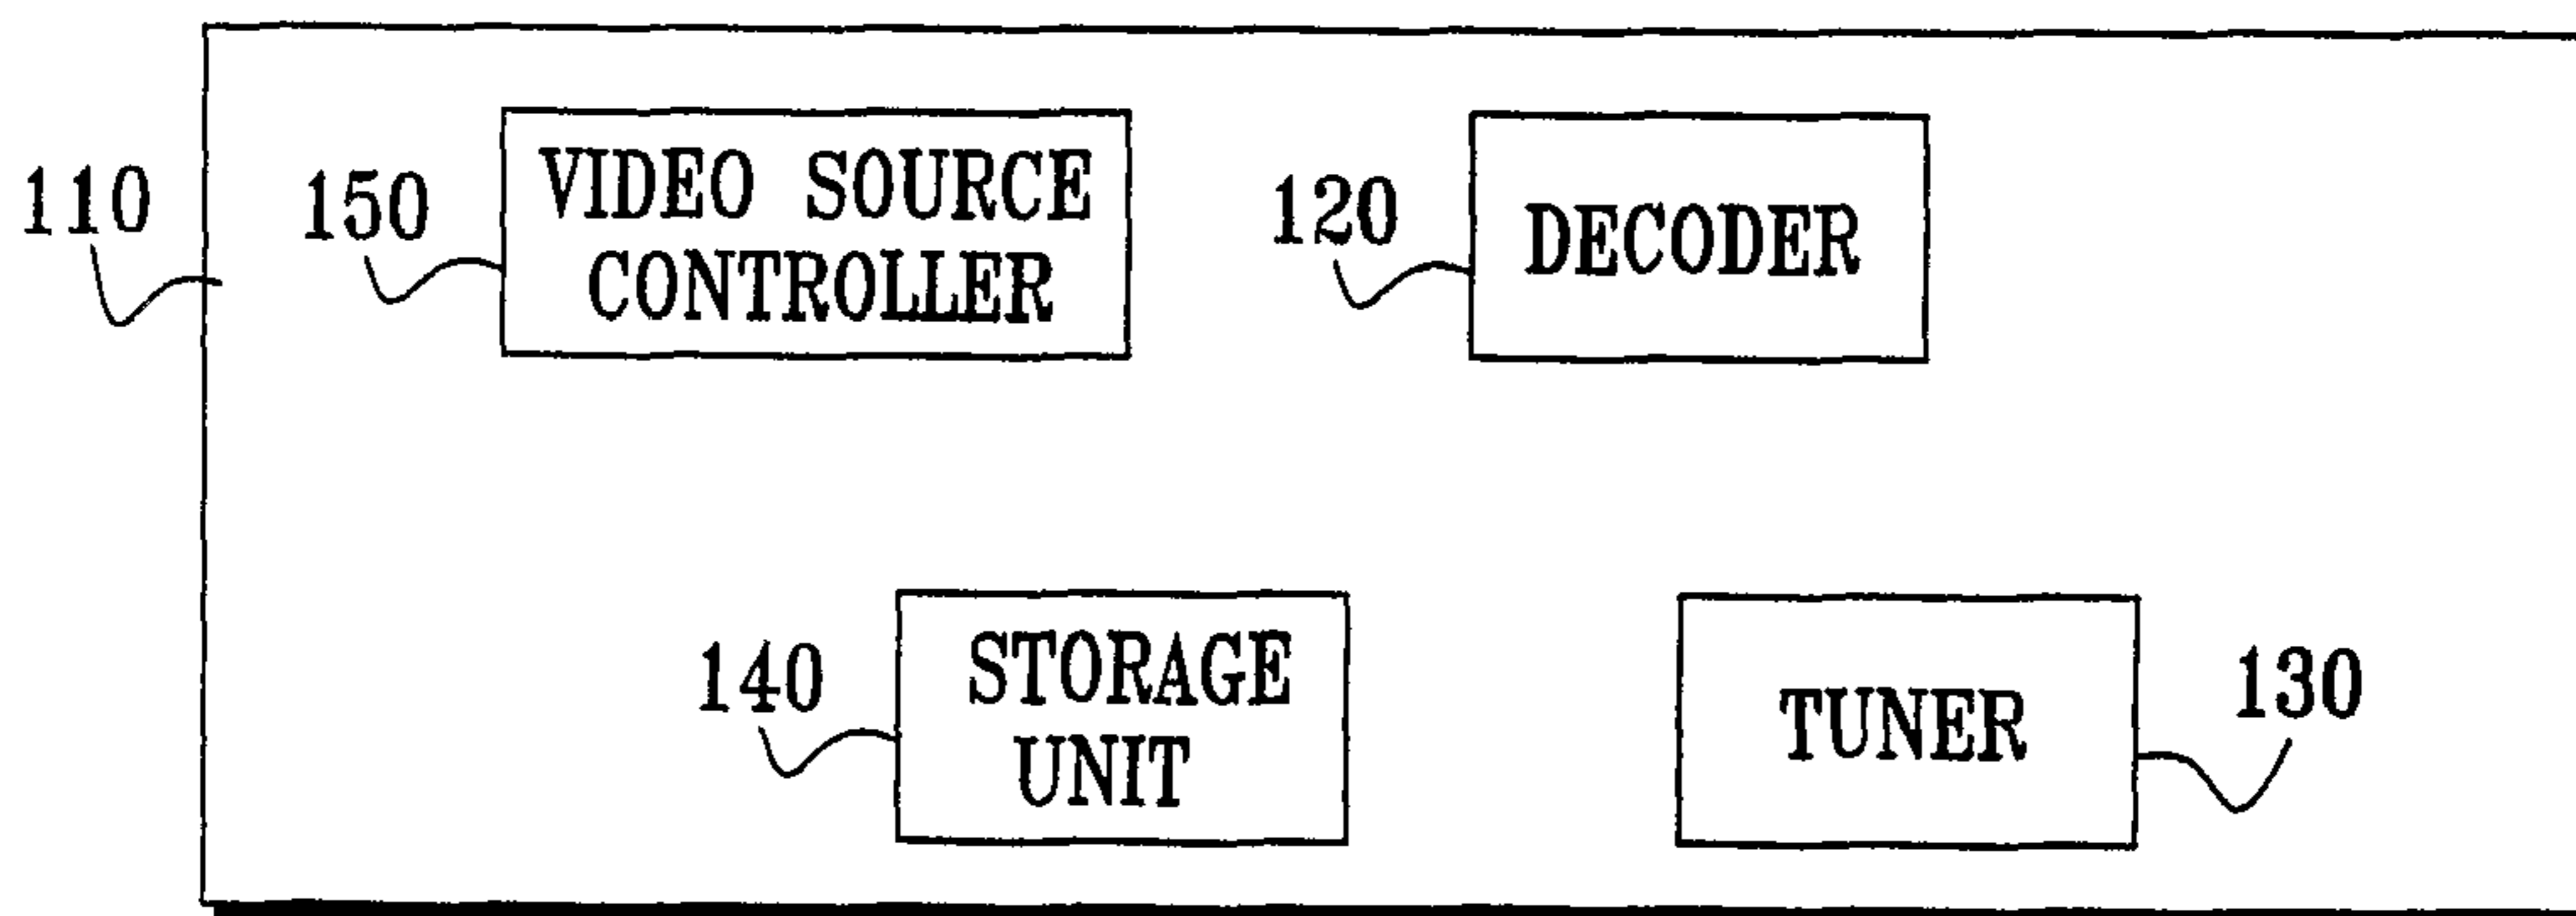 110
150
VIDEO SOURCE
CONTROLLER
120
DECODER
140
STORAGE
UNIT
TUNER
130